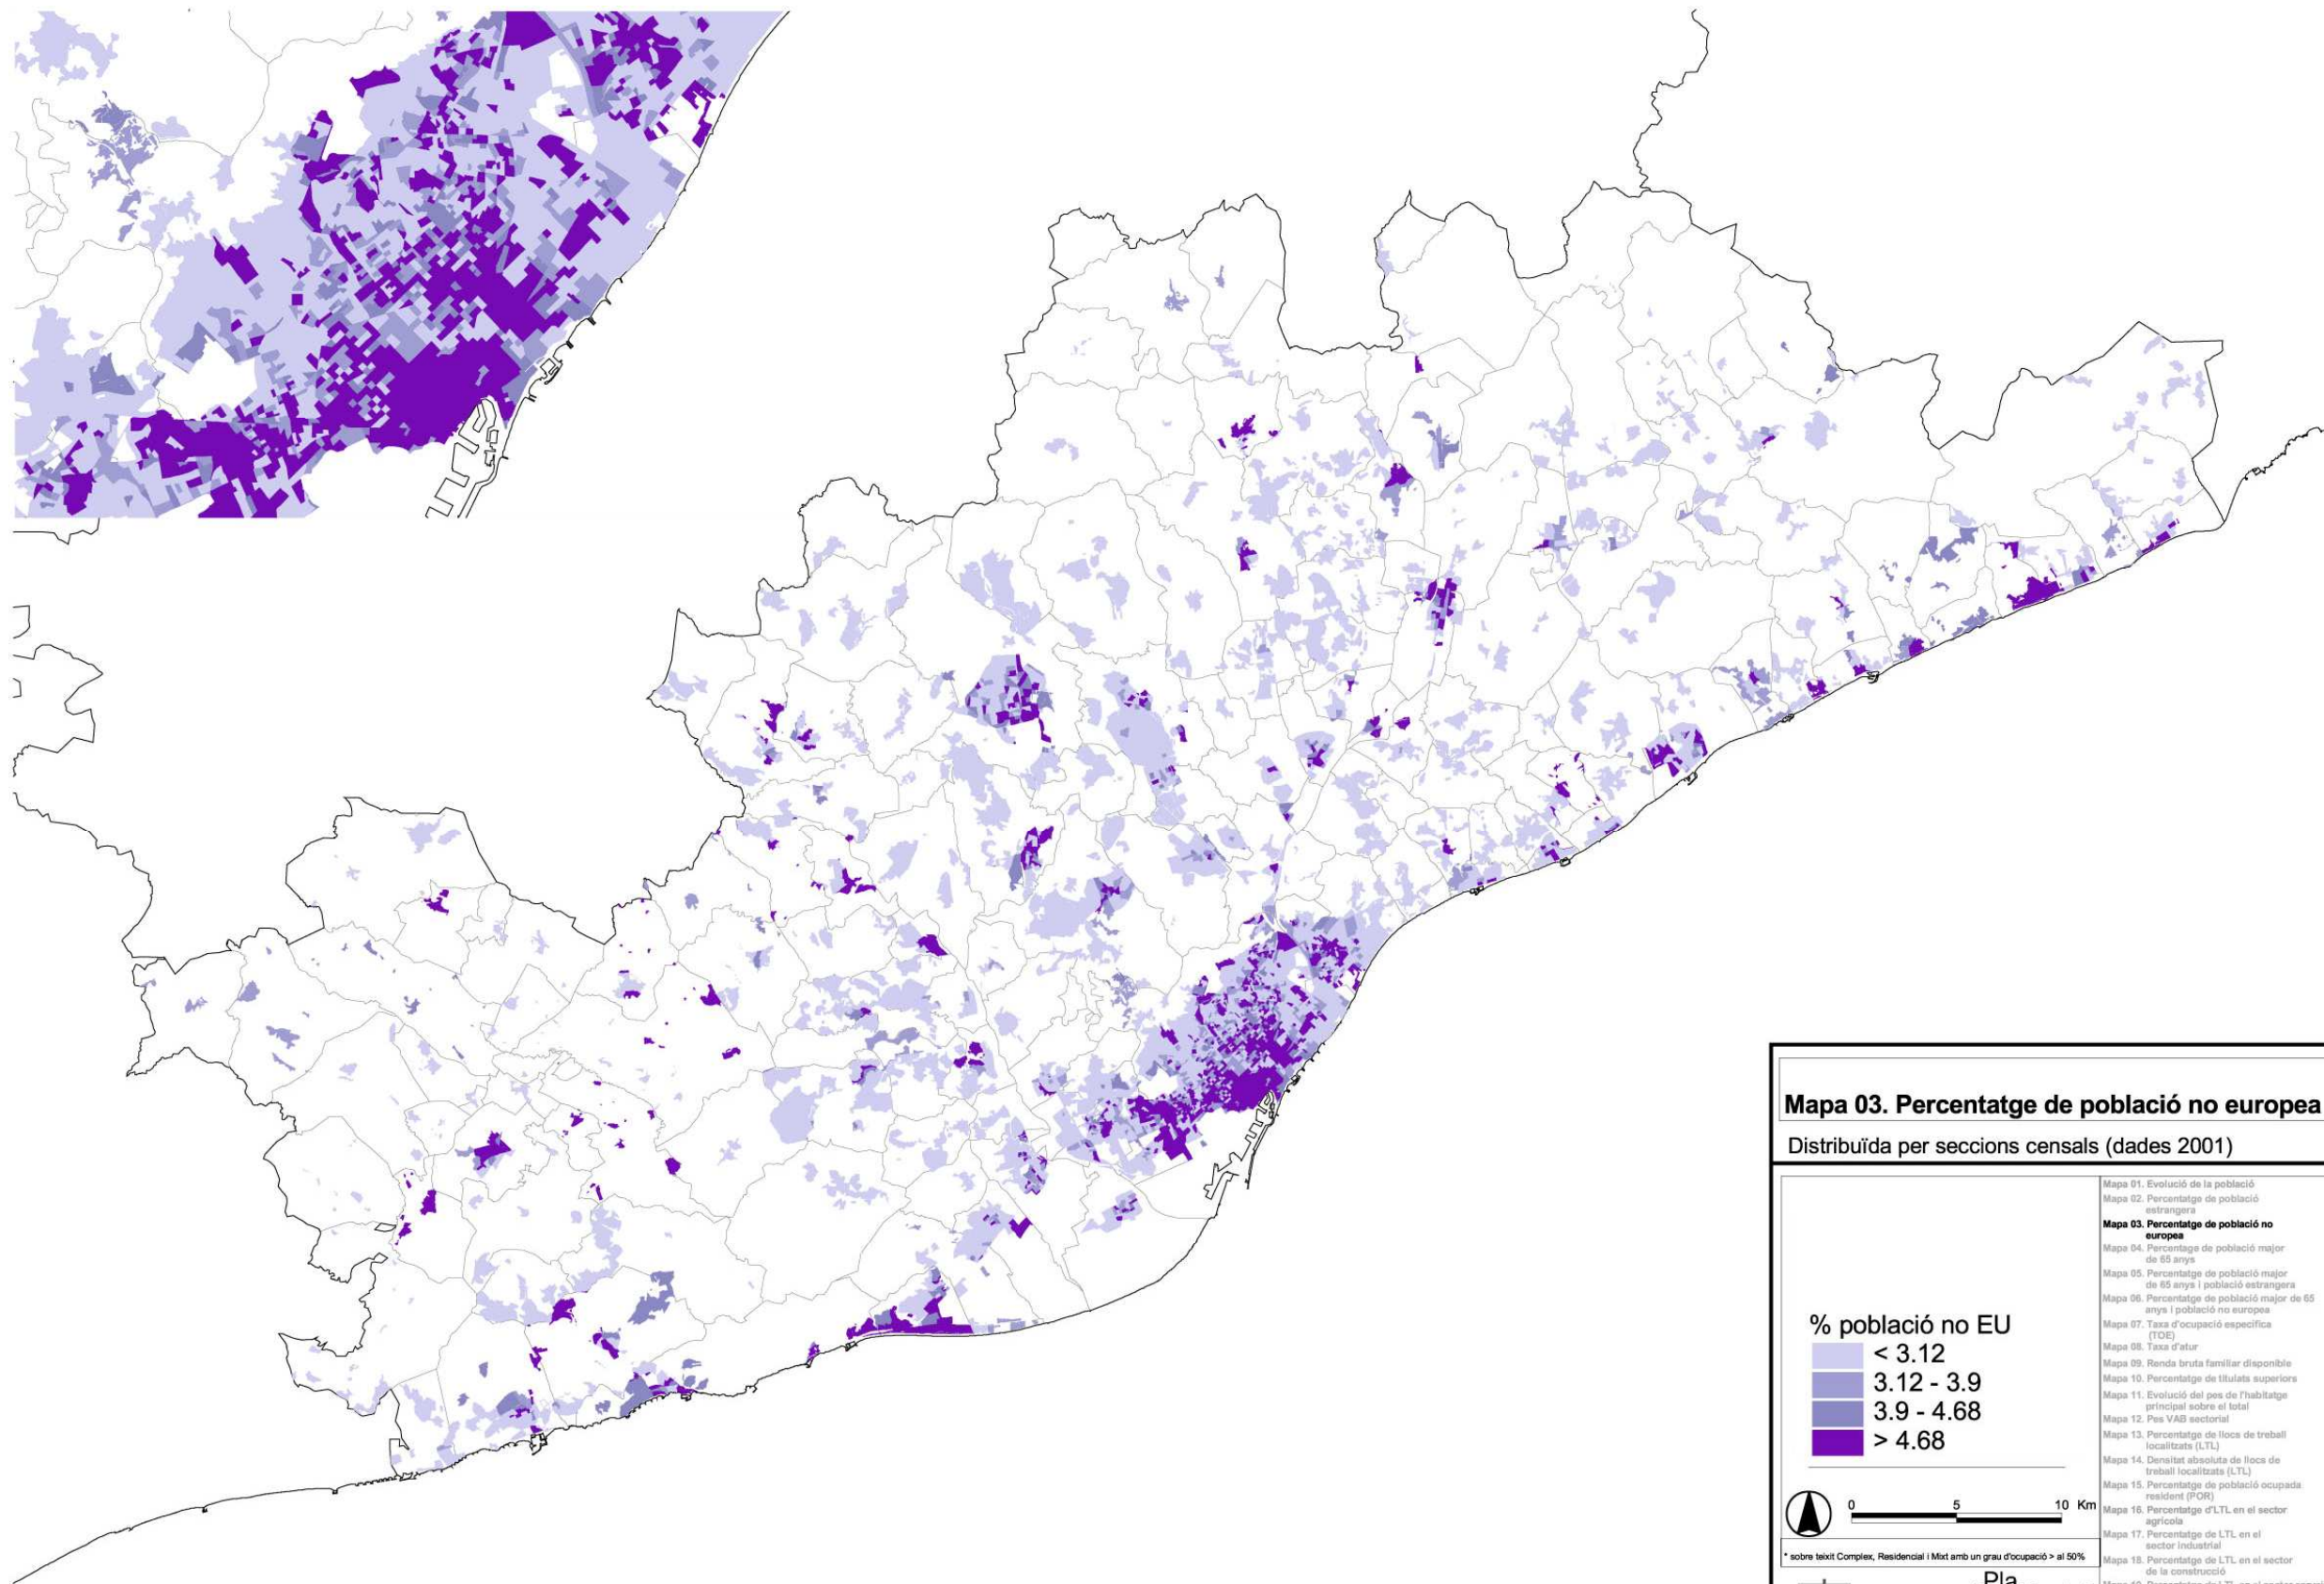 Mapa 03. Percentatge de població no europea
Distribuïda per seccions censals (dades 2001)
% població no EU
< 3.12
3.12 - 3.9
3.9 - 4.68
> 4.68
0 5 10 Km
* sobre teixit Complex, Residencial i Mixt amb un grau d'ocupació > al 50%
Pla
Mapa 01. Evolució de la població
Mapa 02. Percentatge de població
estrangera
Mapa 03. Percentatge de població no
europea
Mapa 04. Percentage de població major
de 65 anys
Mapa 05. Percentatge de població major
de 65 anys i població estrangera
Mapa 06. Percentatge de població major de 65
anys i població no europea
Mapa 07. Taxa d'ocupació específica
(TOE)
Mapa 08. Taxa d'atur
Mapa 09. Renda bruta familiar disponible
Mapa 10. Percentatge de titulats superiors
Mapa 11. Evolució del pes de l'habitatge
principal sobre el total
Mapa 12. Pes VAB sectorial
Mapa 13. Percentatge de llocs de treball
localitzats (LTL)
Mapa 14. Densitat absoluta de llocs de
treball localitzats (LTL)
Mapa 15. Percentatge de població ocupada
resident (POR)
Mapa 16. Percentatge d'LTL en el sector
agrícola
Mapa 17. Percentatge de LTL en el
sector industrial
Mapa 18. Percentatge de LTL en el sector
de la construcció